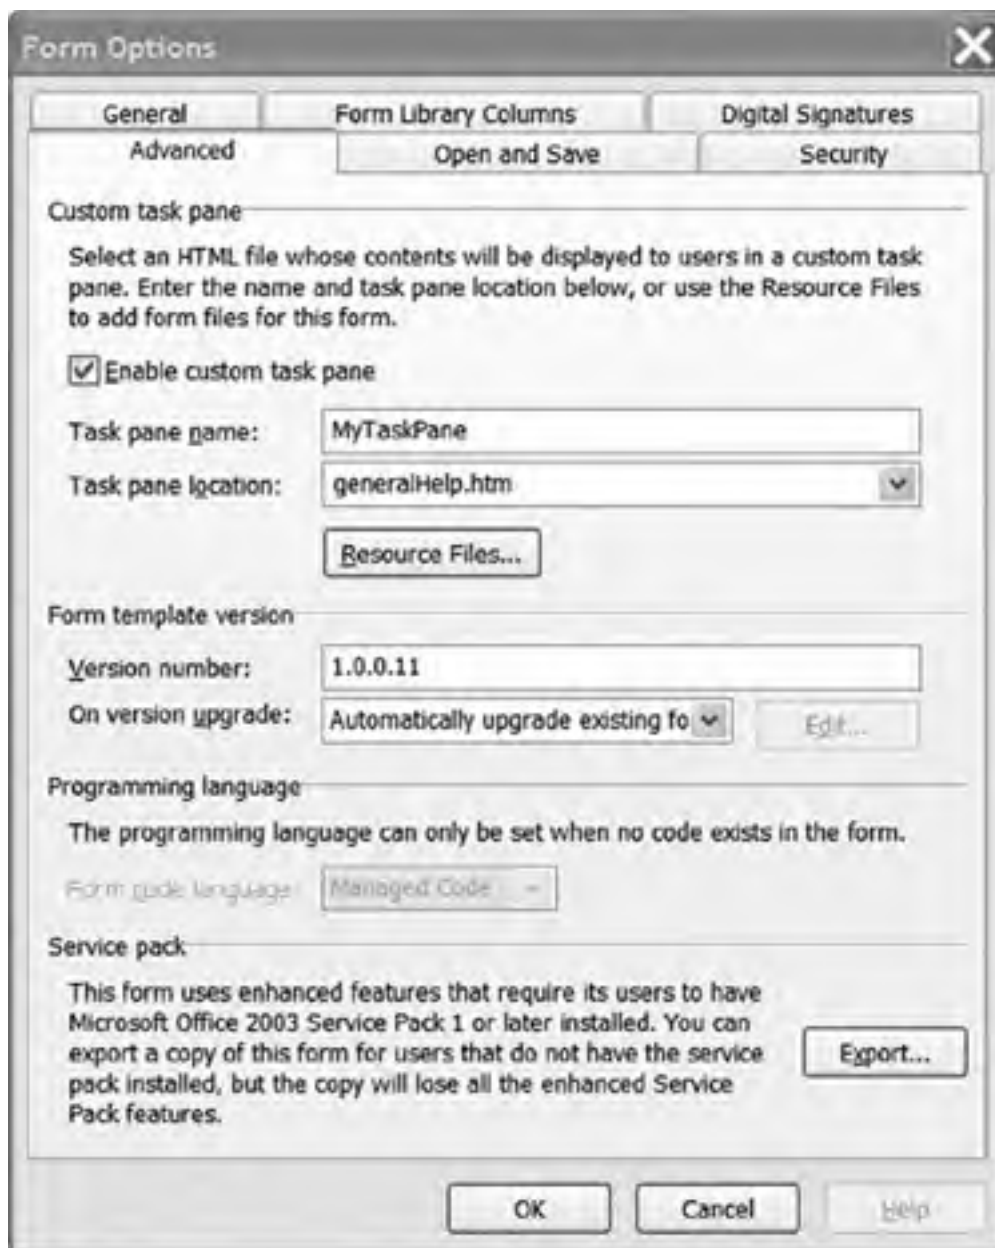 Form Options
General
Form Library Columns
Digital Signatures
Advanced
Open and Save
Security
Custom task pane
Select an HTML file whose contents will be displayed to users in a custom task
pane. Enter the name and task pane location below, or use the Resource Files
to add form files for this form.
Enable custom task pane
Task pane name:
MyTaskPane
Task pane location:
generalHelp.htm
Resource Files...
Form template version
Version number:
1.0.0.11
On version upgrade:
Automatically upgrade existing fo
Edit...
Programming language
The programming language can only be set when no code exists in the form.
Form code language:
Managed Code
Service pack
This form uses enhanced features that require its users to have
Microsoft Office 2003 Service Pack 1 or later installed. You can
export a copy of this form for users that do not have the service
pack installed, but the copy will lose all the enhanced Service
Pack features.
Export...
OK
Cancel
Help